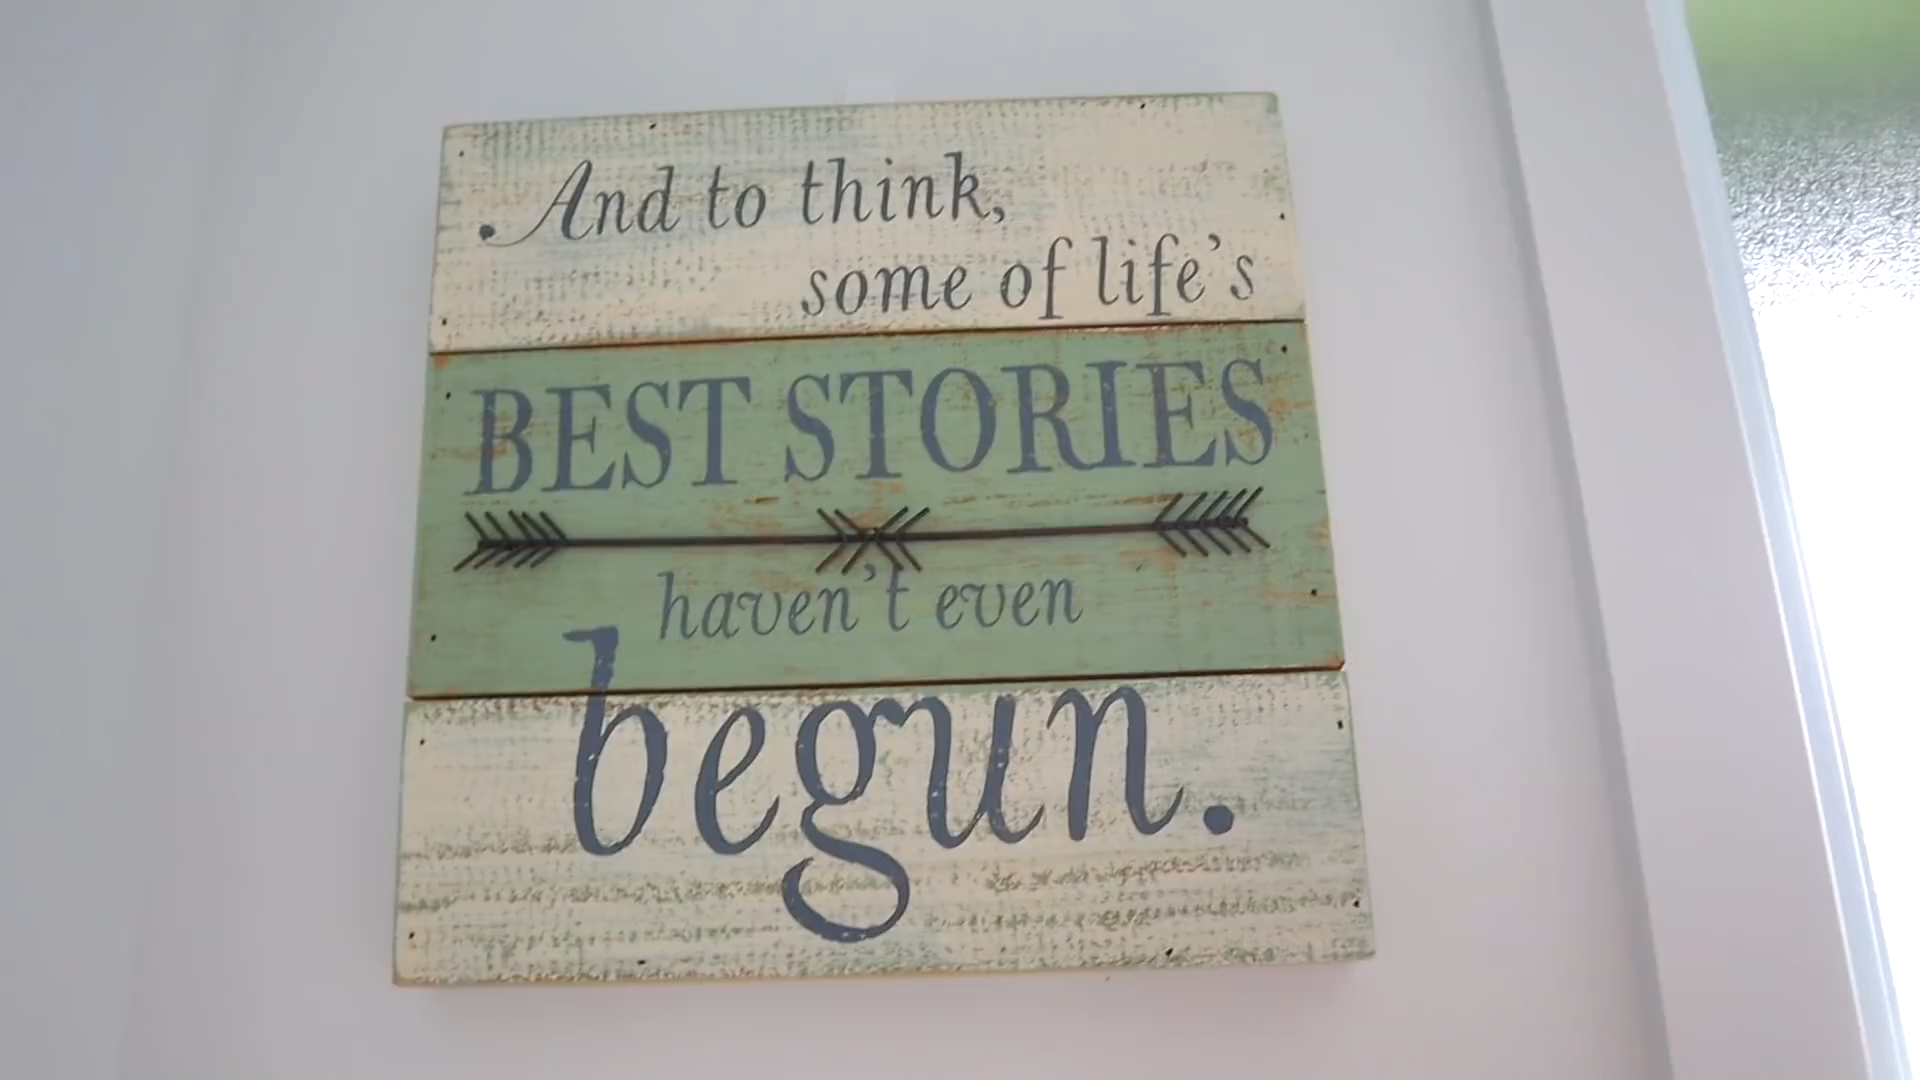 And to think,
some of life's
BEST STORIES
haven't even
begun.